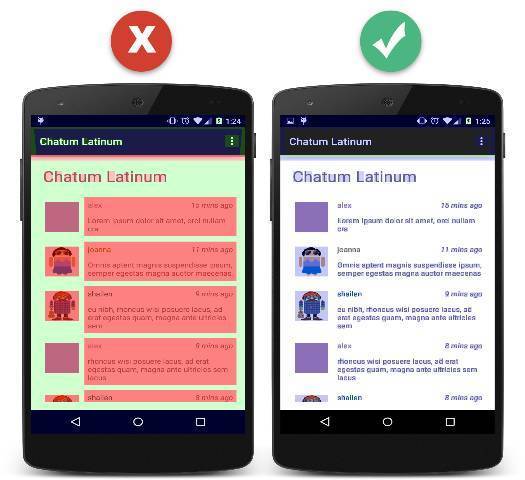 X
1:24
Chatum Latinum
Chatum Latinum
alex 15 mins ago
Lorem ipsum dolor sit amet, orci nullam
cra
joanna 11 mins ago
Omnis aptent magnis suspendisse ipsum,
semper egestas magna auctor maecenas
shailen 9 mins ago
eu nibh, rhoncus wisi posuere lacus, ad
erat egestas quam, magna ante ultricies
sem
alex 9 mins ago
rhoncus wisi posuere lacus, ad erat
egestas quam, magna ante ultricies sem
lacus
shailen 8 mins ago
1:25
Chatum Latinum
Chatum Latinum
alex 15 mins ago
Lorem ipsum dolor sit amet, orci nullam
cra
joanna 11 mins ago
Omnis aptent magnis suspendisse ipsum,
semper egestas magna auctor maecenas
shailen 9 mins ago
eu nibh, rhoncus wisi posuere lacus, ad
erat egestas quam, magna ante ultricies
sem
alex 8 mins ago
rhoncus wisi posuere lacus, ad erat
egestas quam, magna ante ultricies sem
lacus
shailen 8 mins ago